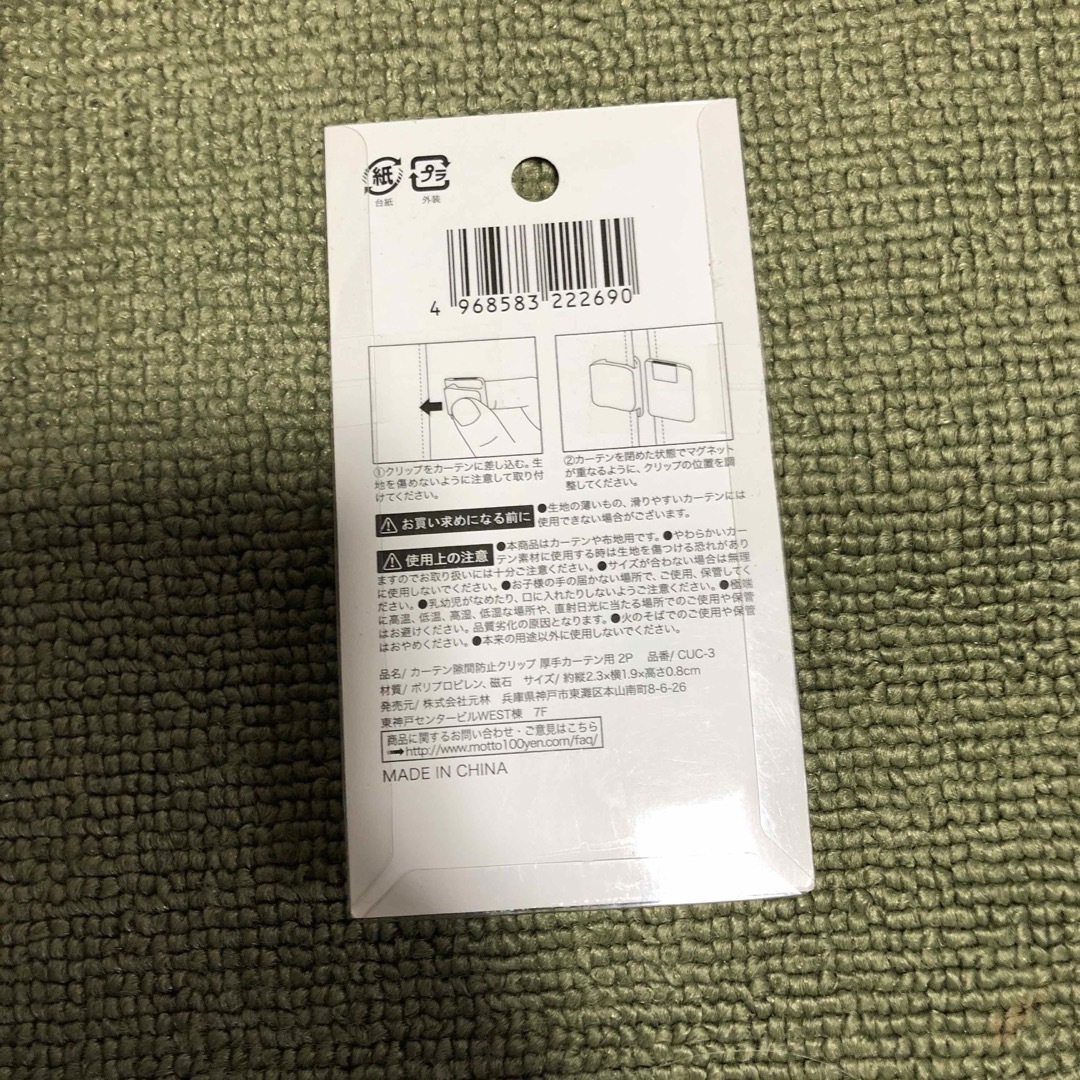 紙
プラ
台紙
外装
4 968583 222690
①クリップをカーテンに差し込む。生
地を傷めないように注意して取り付
けてください。
②カーテンを閉めた状態でマグネット
が重なるように、クリップの位置を調
整してください。
お買い求めになる前に ●生地の薄いもの、滑りやすいカーテンには
使用できない場合がございます。
使用上の注意 ●本商品はカーテンや布地用です。●やわらかいカー
テン素材に使用する時は生地を傷つける恐れがあり
ますのでお取り扱いには十分ご注意ください。●サイズが合わない場合は無理
に使用しないでください。●お子様の手の届かない場所で、ご使用、保管してく
ださい。●乳幼児がなめたり、口に入れたりしないようご注意ください。●極端
に高温、低温、高湿、低湿な場所や、直射日光に当たる場所でのご使用や保管
はお避けください。品質劣化の原因となります。●火のそばでのご使用や保管
はおやめください。●本来の用途以外に使用しないでください。
品名/ カーテン隙間防止クリップ 厚手カーテン用 2P 品番/ CUC-3
材質/ ポリプロピレン、磁石 サイズ/ 約縦2.3×横1.9×高さ0.8cm
発売元/ 株式会社元林 兵庫県神戸市東灘区本山南町8-6-26
東神戸センタービルWEST棟 7F
商品に関するお問い合わせ・ご意見はこちら
➡http://www.motto100yen.com/faq/
MADE IN CHINA